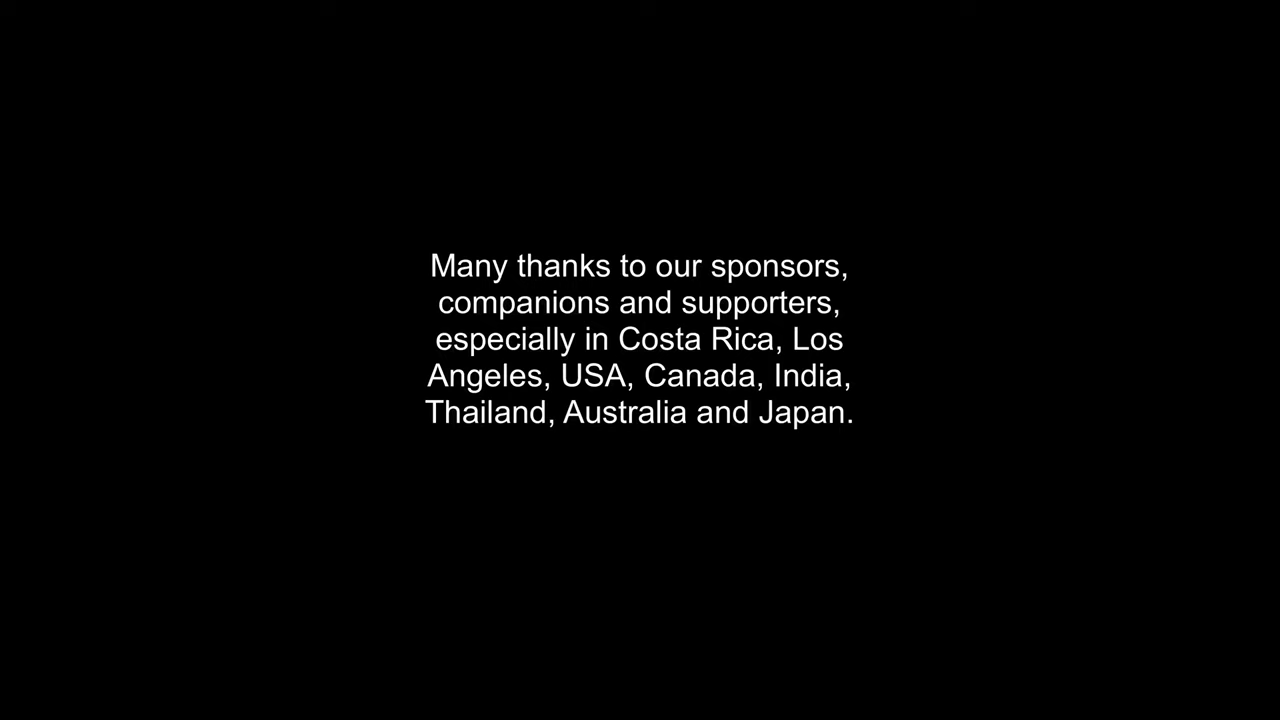 Many thanks to our sponsors,
companions and supporters,
especially in Costa Rica, Los
Angeles, USA, Canada, India,
Thailand, Australia and Japan.